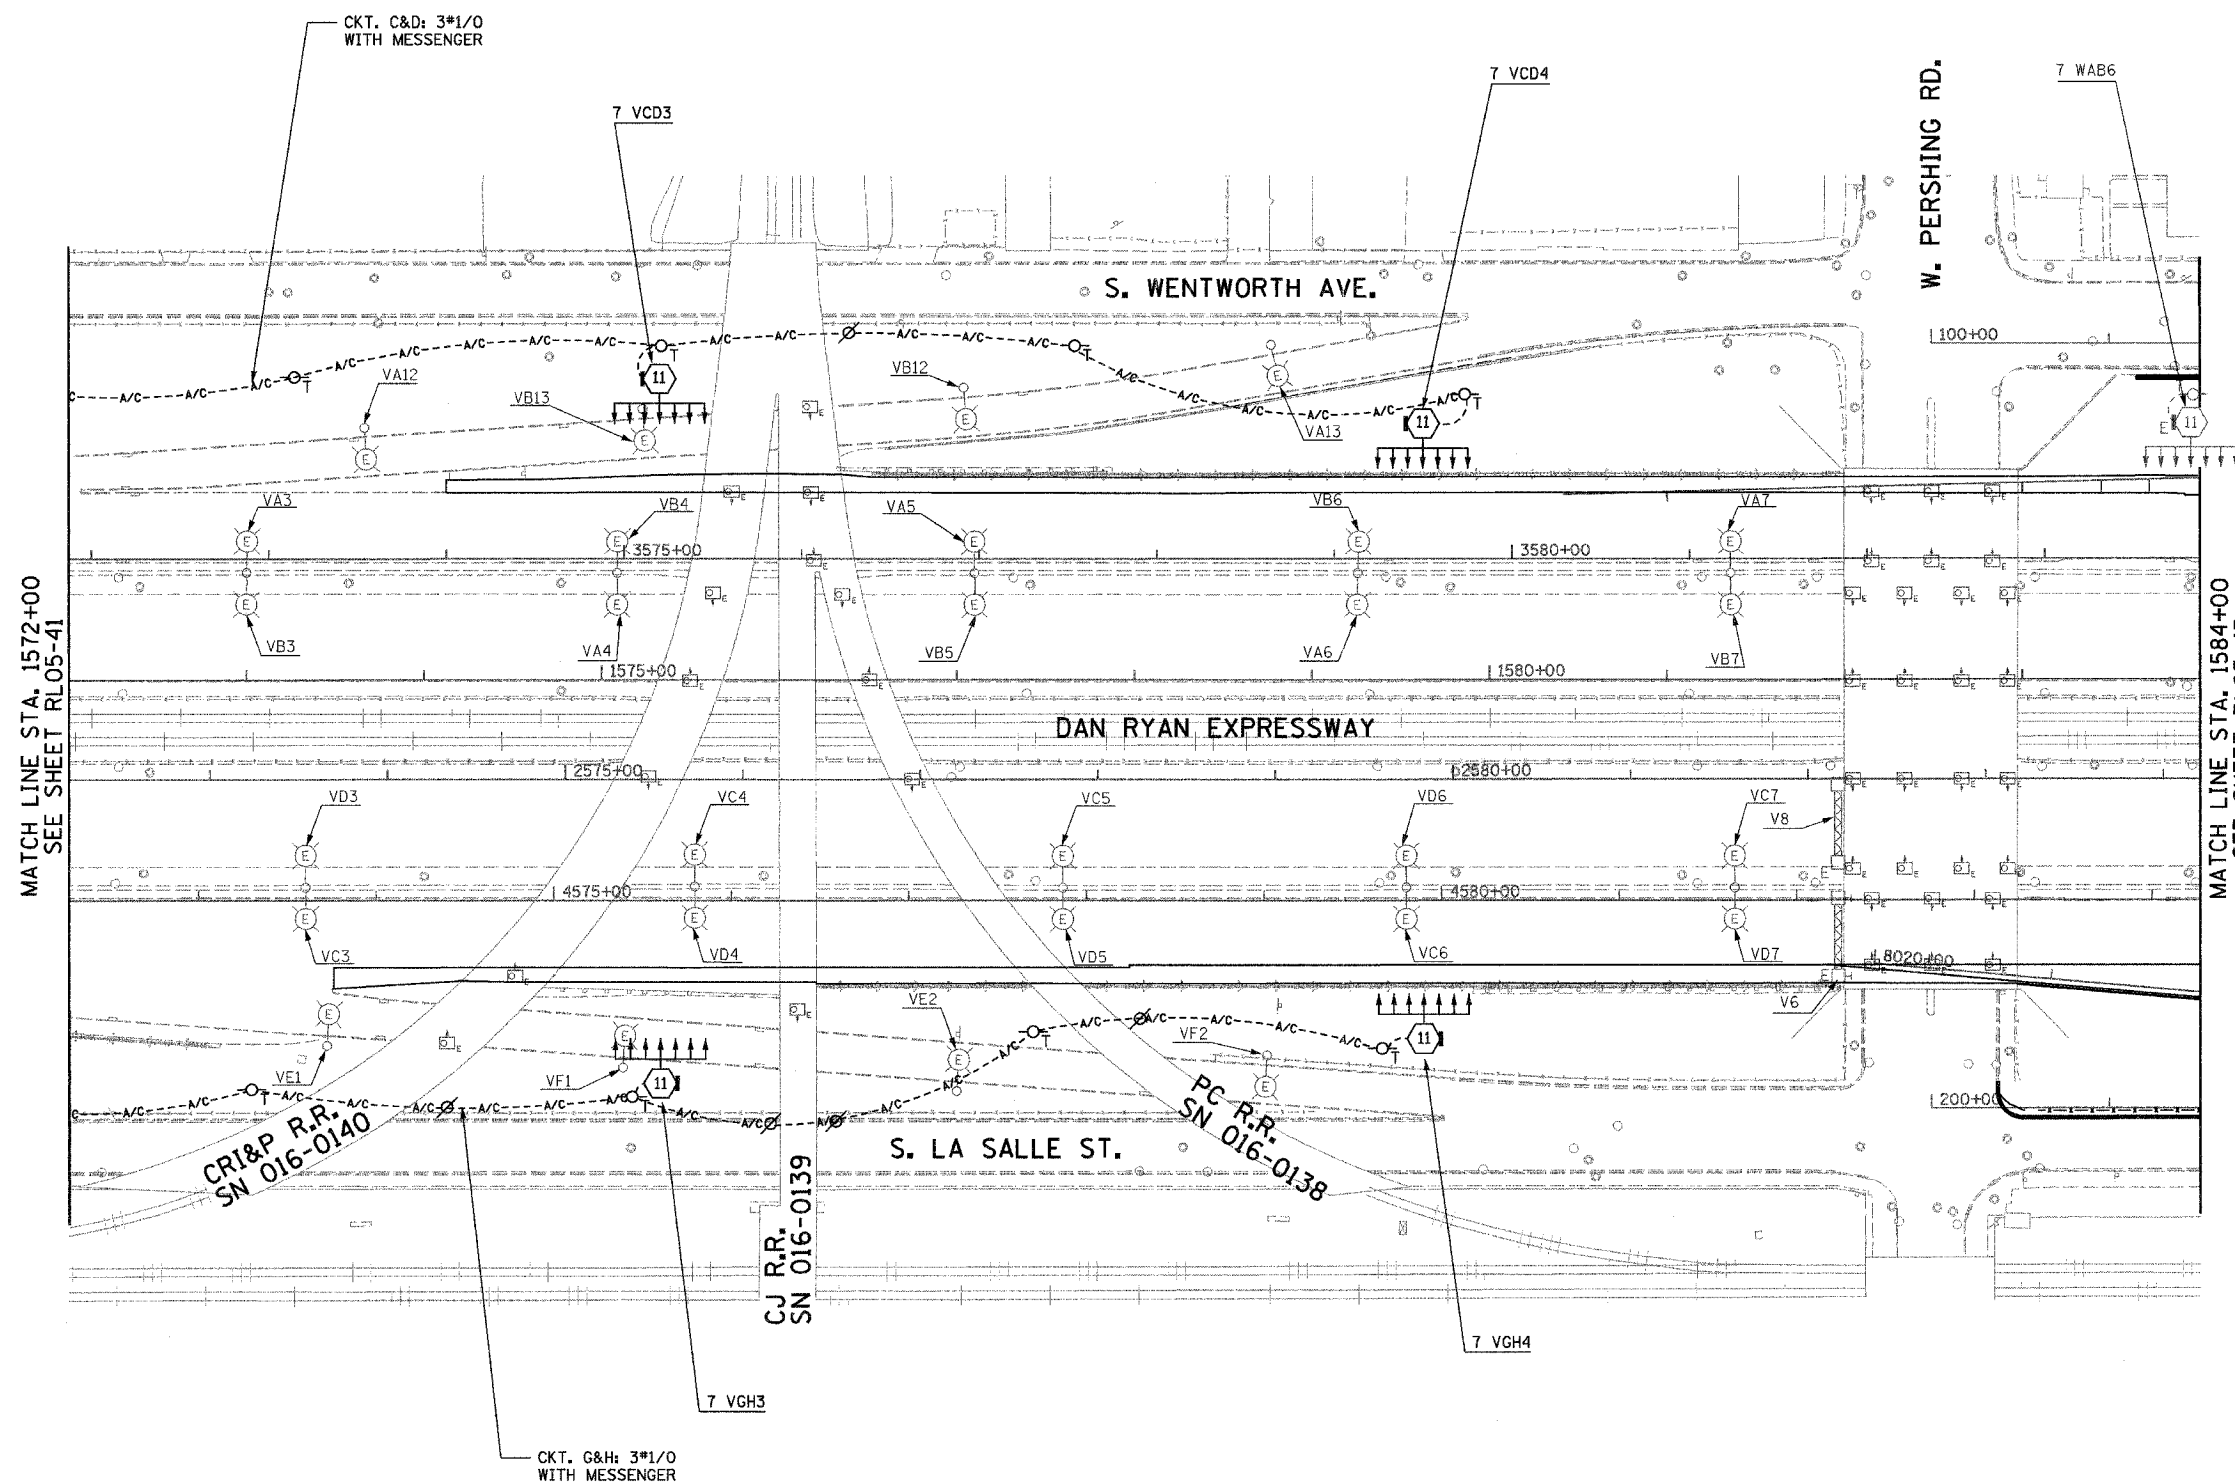 CKT. C&D: 3#1/0
WITH MESSENGER
7 VCD3
7 VCD4
W. PERSHING RD.
7 WAB6
S. WENTWORTH AVE.
100+00
A/C A/C A/C A/C A/C A/C A/C A/C A/C A/C A/C A/C A/C A/C A/C A/C A/C
T T T T T
11 11 11
VA12
VB13
VB12
VA13
VA3
VB4
VA5
VB6
VA7
3575+00
3580+00
VB3
VA4
VB5
VA6
VB7
1575+00
1580+00
MATCH LINE STA. 1572+00
SEE SHEET RL05-41
DAN RYAN EXPRESSWAY
MATCH LINE STA. 1584+00
2575+00
2580+00
VD3
VC4
VC5
VD6
VC7
V8
4575+00
4580+00
VC3
VD4
VD5
VC6
VD7
8020+00
V6
VE1
VF1
VE2
VF2
11 11
A/C A/C A/C A/C A/C A/C A/C A/C A/C A/C A/C A/C A/C A/C
T T T T
200+00
CRI&P R.R.
SN 016-0140
S. LA SALLE ST.
PC R.R.
SN 016-0138
CJ R.R.
SN 016-0139
7 VGH4
7 VGH3
CKT. G&H: 3#1/0
WITH MESSENGER